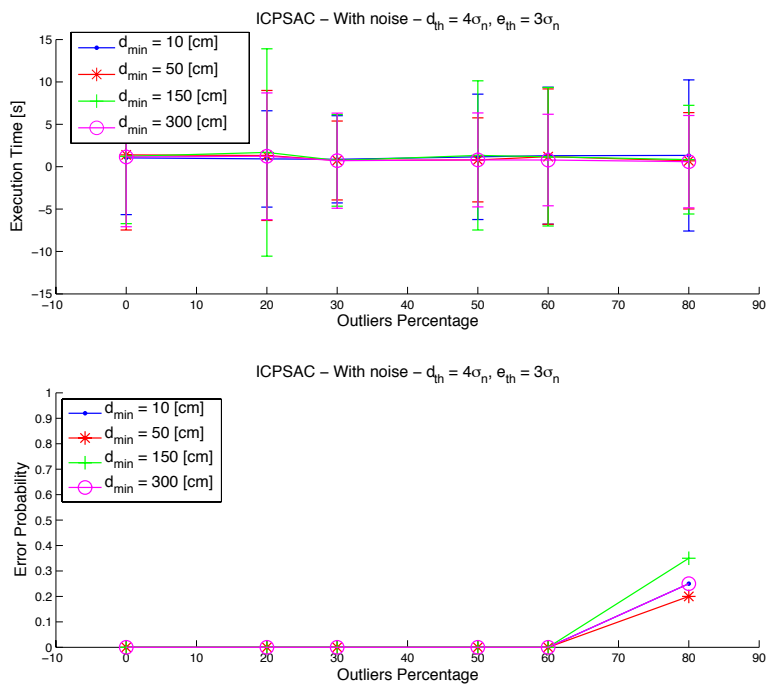 ICPSAC − With noise − d_th = 4σ_n, e_th = 3σ_n
d_min = 10 [cm]
d_min = 50 [cm]
d_min = 150 [cm]
d_min = 300 [cm]
Execution Time [s]
15
10
5
0
−5
−10
−15
−10 0 10 20 30 40 50 60 70 80 90
Outliers Percentage
ICPSAC − With noise − d_th = 4σ_n, e_th = 3σ_n
d_min = 10 [cm]
d_min = 50 [cm]
d_min = 150 [cm]
d_min = 300 [cm]
Error Probability
1
0.9
0.8
0.7
0.6
0.5
0.4
0.3
0.2
0.1
0
−10 0 10 20 30 40 50 60 70 80 90
Outliers Percentage